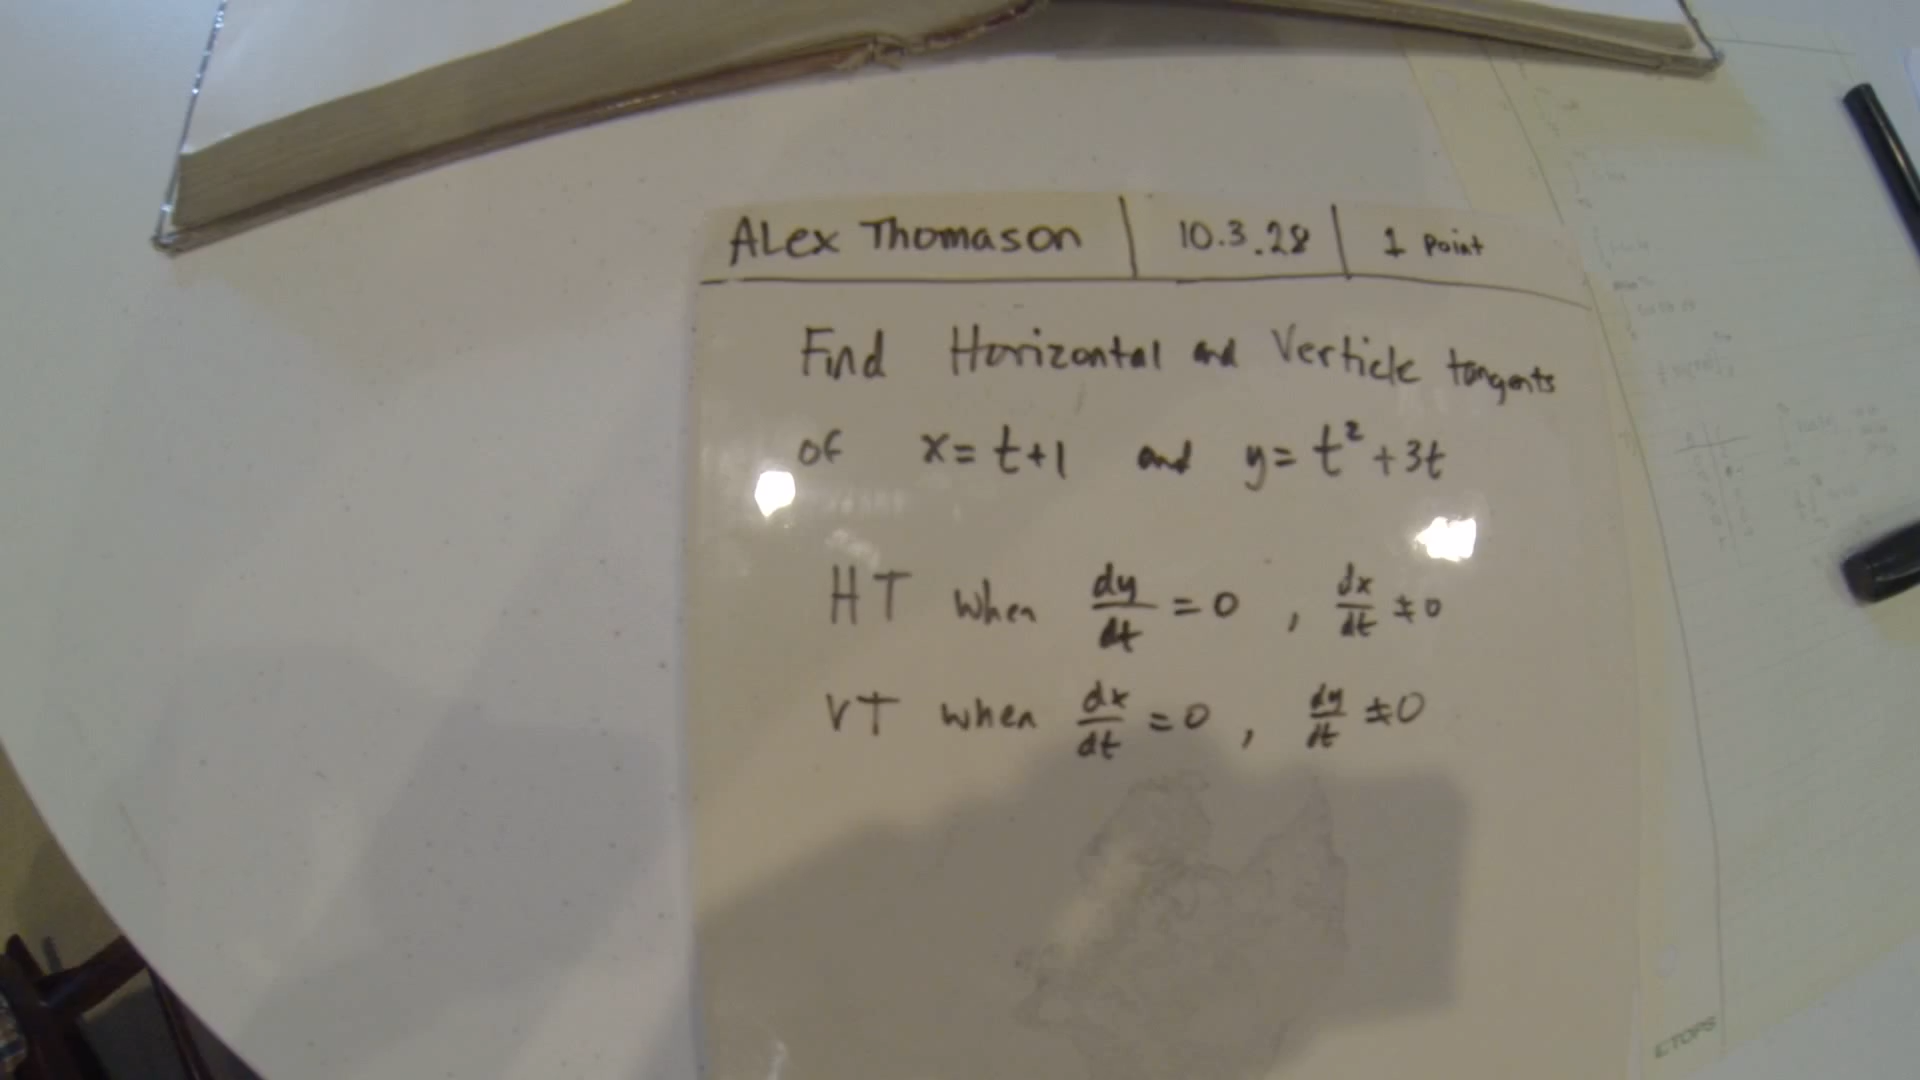 ALex Thomason | 10.3.28 | 1 point
Find Horizontal and Verticle tangents
of x = t+1 and y = t² + 3t
HT when dy/dt = 0 , dx/dt ≠ 0
VT when dx/dt = 0 , dy/dt ≠ 0
ETOPS